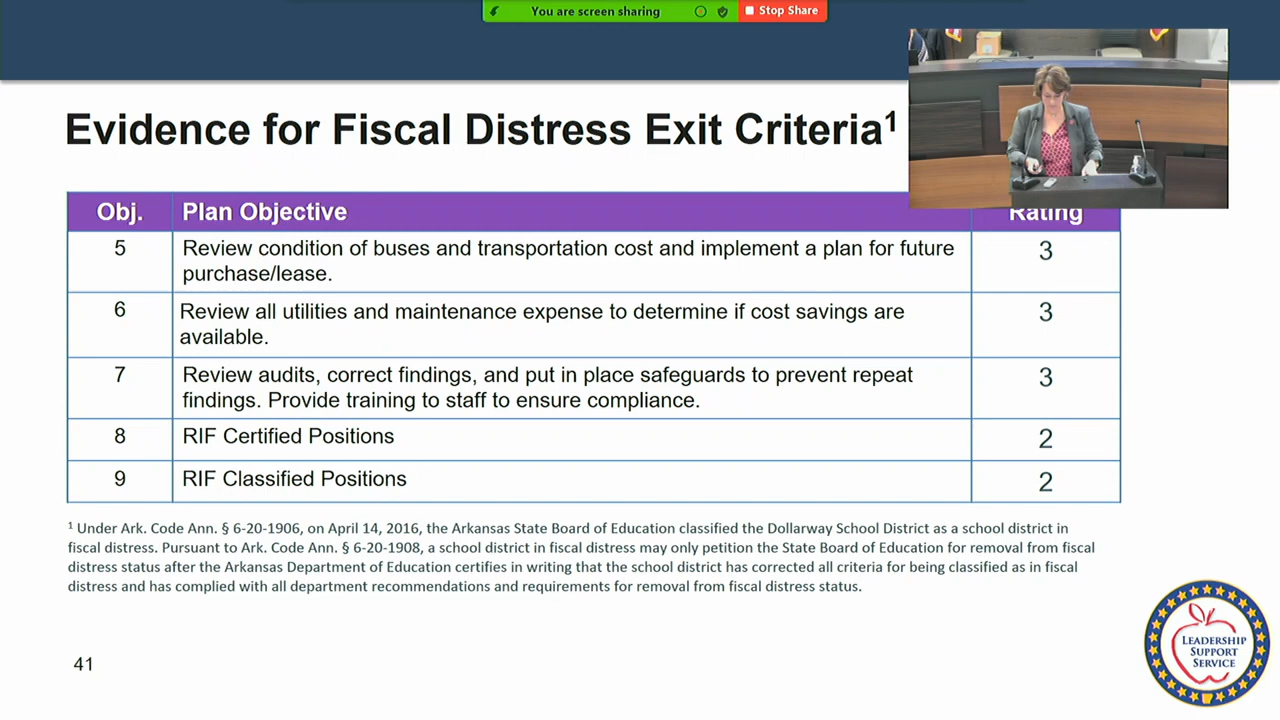 You are screen sharing
Stop Share
Evidence for Fiscal Distress Exit Criteria1
Obj. Plan Objective Rating
5 Review condition of buses and transportation cost and implement a plan for future 3
purchase/lease.
6 Review all utilities and maintenance expense to determine if cost savings are 3
available.
7 Review audits, correct findings, and put in place safeguards to prevent repeat 3
findings. Provide training to staff to ensure compliance.
8 RIF Certified Positions 2
9 RIF Classified Positions 2
1 Under Ark. Code Ann. § 6-20-1906, on April 14, 2016, the Arkansas State Board of Education classified the Dollarway School District as a school district in
fiscal distress. Pursuant to Ark. Code Ann. § 6-20-1908, a school district in fiscal distress may only petition the State Board of Education for removal from fiscal
distress status after the Arkansas Department of Education certifies in writing that the school district has corrected all criteria for being classified as in fiscal
distress and has complied with all department recommendations and requirements for removal from fiscal distress status.
41
LEADERSHIP
SUPPORT
SERVICE